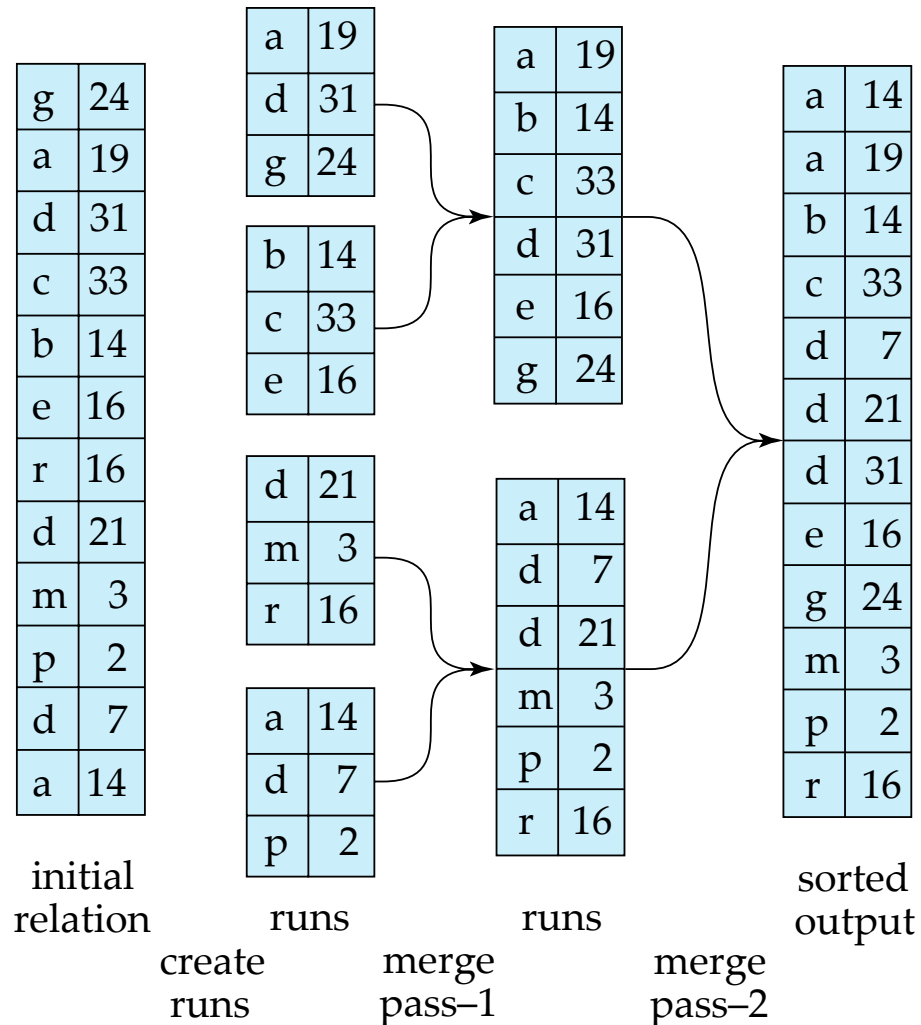 g 24
a 19
d 31
c 33
b 14
e 16
r 16
d 21
m 3
p 2
d 7
a 14
initial
relation
a 19
d 31
g 24
b 14
c 33
e 16
d 21
m 3
r 16
a 14
d 7
p 2
runs
a 19
b 14
c 33
d 31
e 16
g 24
a 14
d 7
d 21
m 3
p 2
r 16
runs
a 14
a 19
b 14
c 33
d 7
d 21
d 31
e 16
g 24
m 3
p 2
r 16
sorted
output
create
runs
merge
pass–1
merge
pass–2